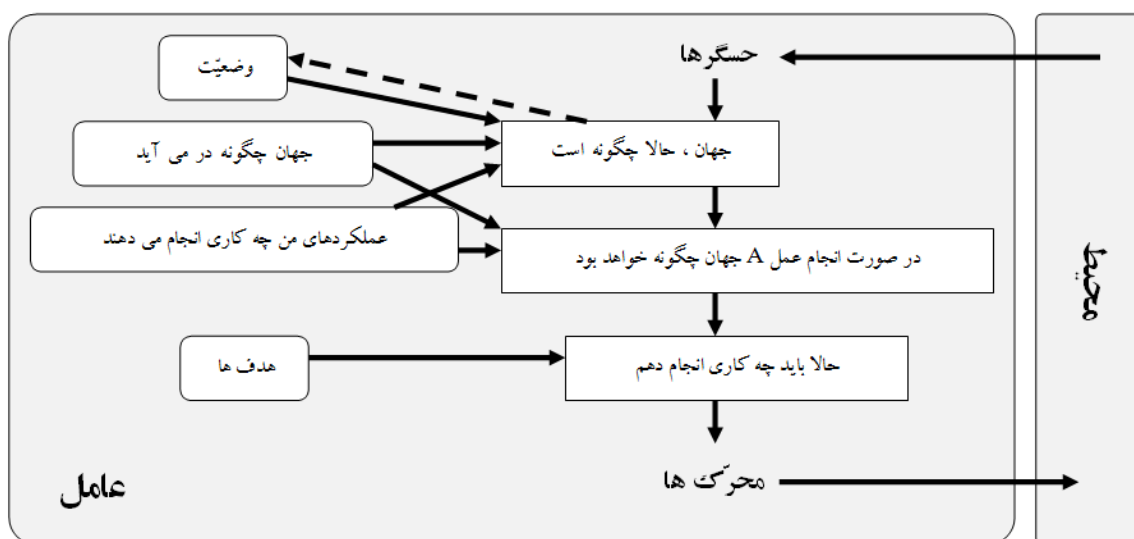 حسگرها
وضعیّت
جهان ، حالا چگونه است
جهان چگونه در می آید
عملکردهای من چه کاری انجام می دهند
در صورت انجام عمل A جهان چگونه خواهد بود
محیط
هدف ها
حالا باید چه کاری انجام دهم
محرّک ها
عامل